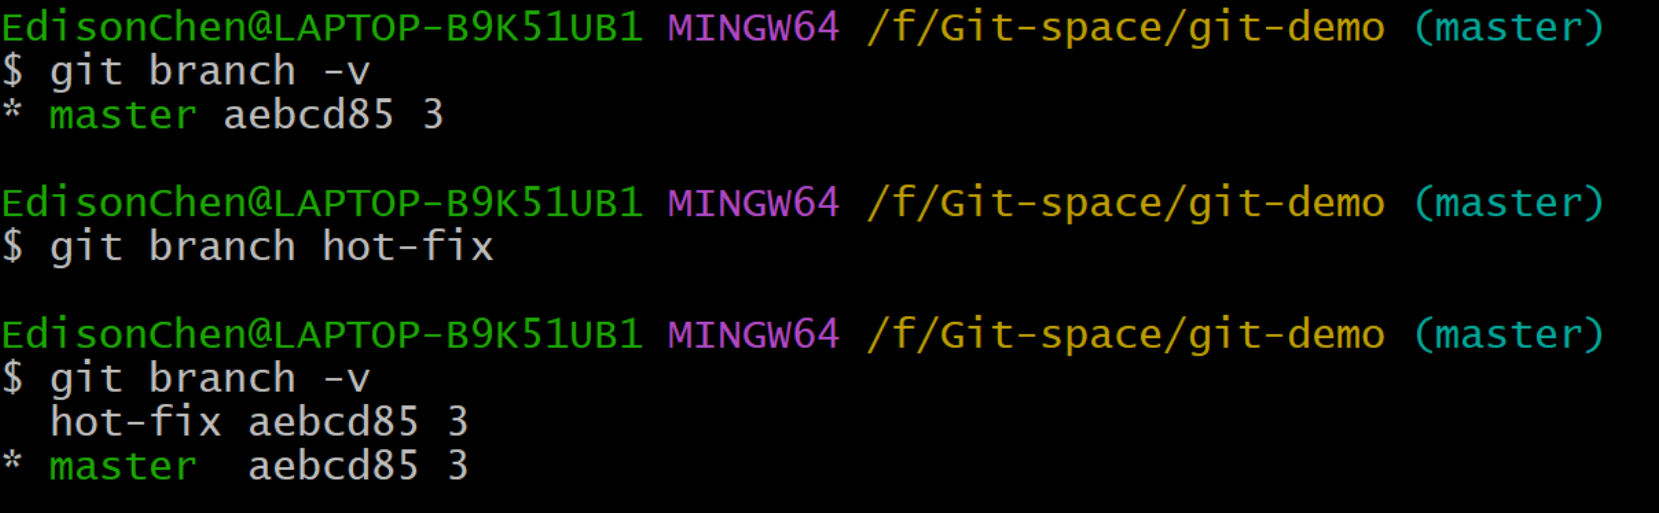 EdisonChen@LAPTOP-B9K51UB1 MINGW64 /f/Git-space/git-demo (master)
$ git branch -v
* master aebcd85 3

EdisonChen@LAPTOP-B9K51UB1 MINGW64 /f/Git-space/git-demo (master)
$ git branch hot-fix

EdisonChen@LAPTOP-B9K51UB1 MINGW64 /f/Git-space/git-demo (master)
$ git branch -v
  hot-fix aebcd85 3
* master  aebcd85 3